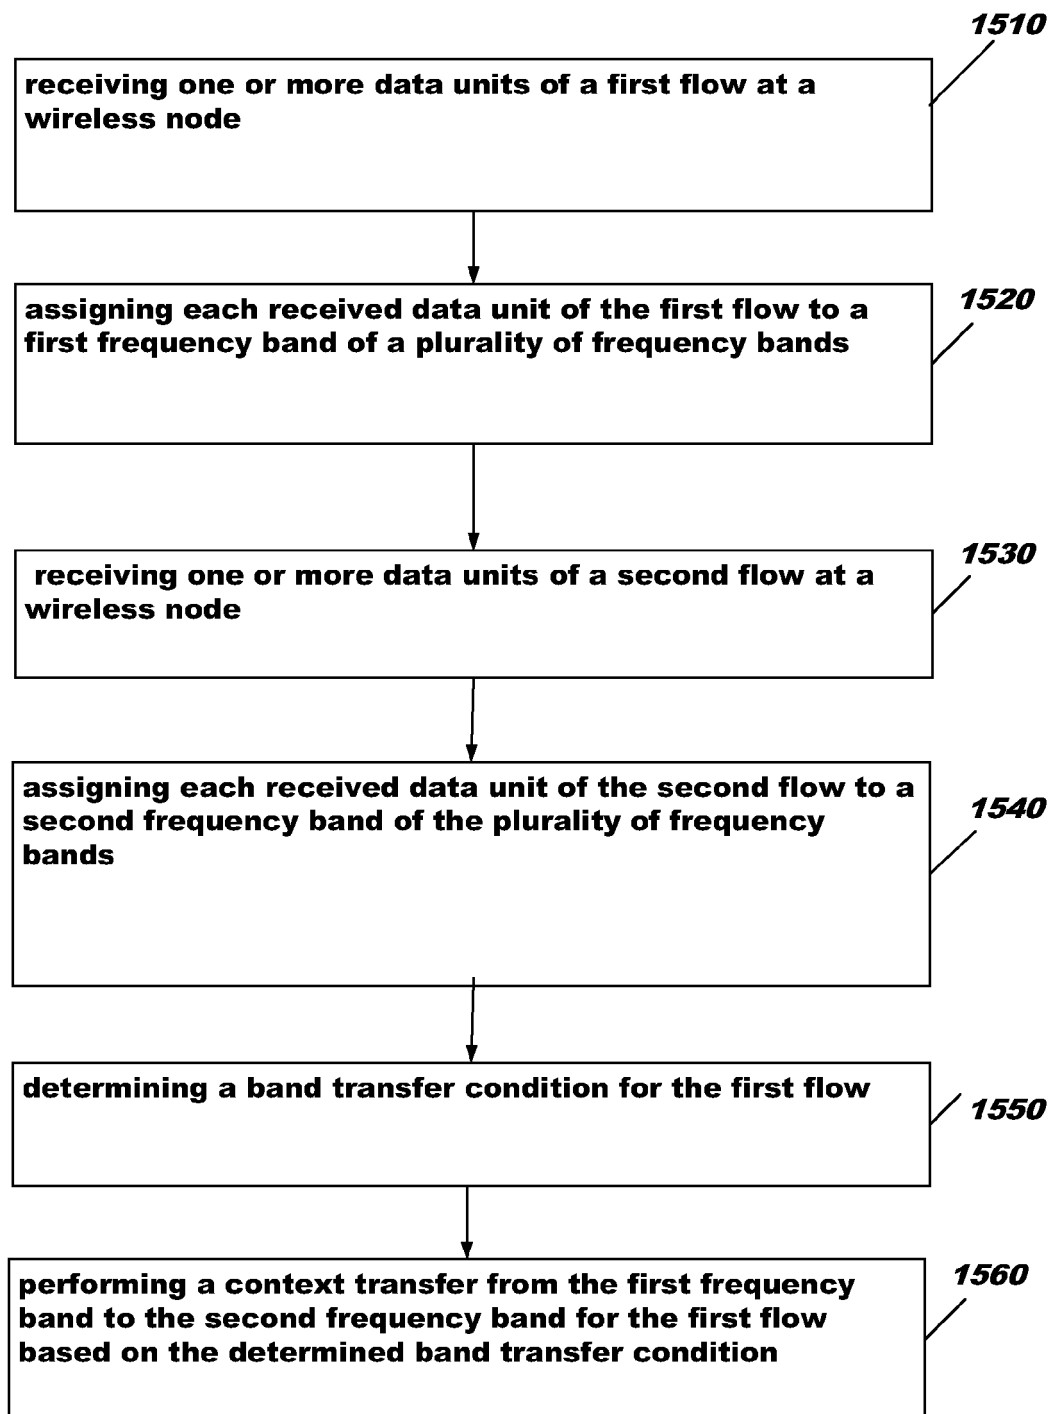 1510
receiving one or more data units of a first flow at a
wireless node
1520
assigning each received data unit of the first flow to a
first frequency band of a plurality of frequency bands
1530
receiving one or more data units of a second flow at a
wireless node
1540
assigning each received data unit of the second flow to a
second frequency band of the plurality of frequency
bands
1550
determining a band transfer condition for the first flow
1560
performing a context transfer from the first frequency
band to the second frequency band for the first flow
based on the determined band transfer condition